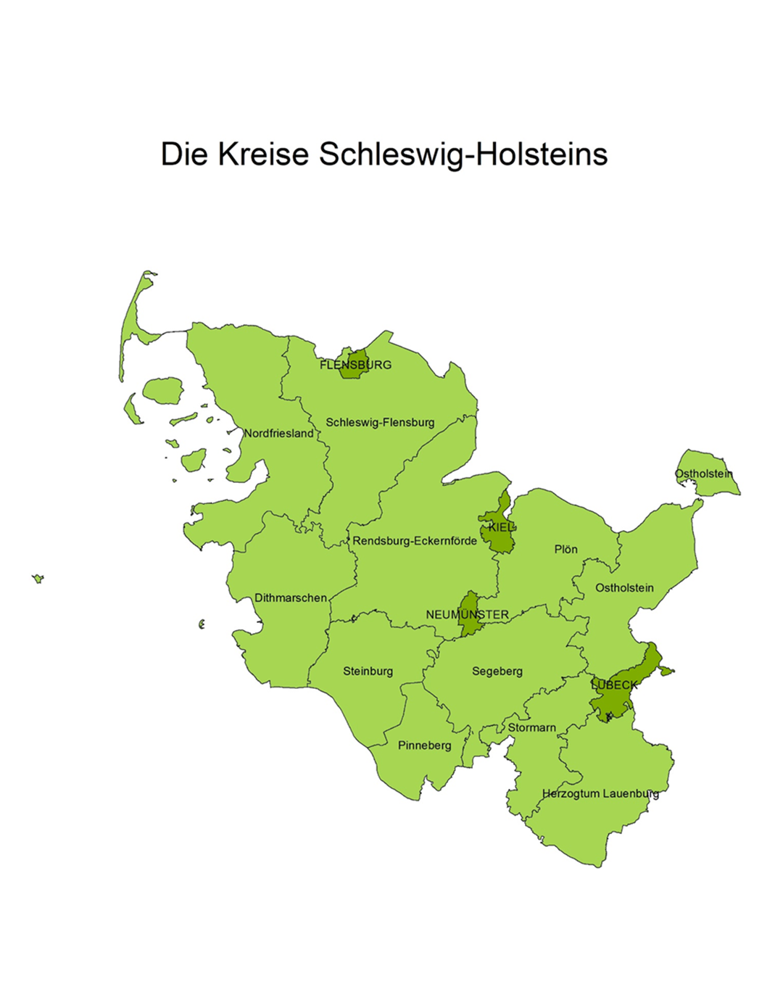 Die Kreise Schleswig-Holsteins
FLENSBURG
Schleswig-Flensburg
Nordfriesland
Ostholstein
KIEL
Rendsburg-Eckernförde
Plön
Ostholstein
Dithmarschen
NEUMÜNSTER
Steinburg
Segeberg
LÜBECK
Stormarn
Pinneberg
Herzogtum Lauenburg